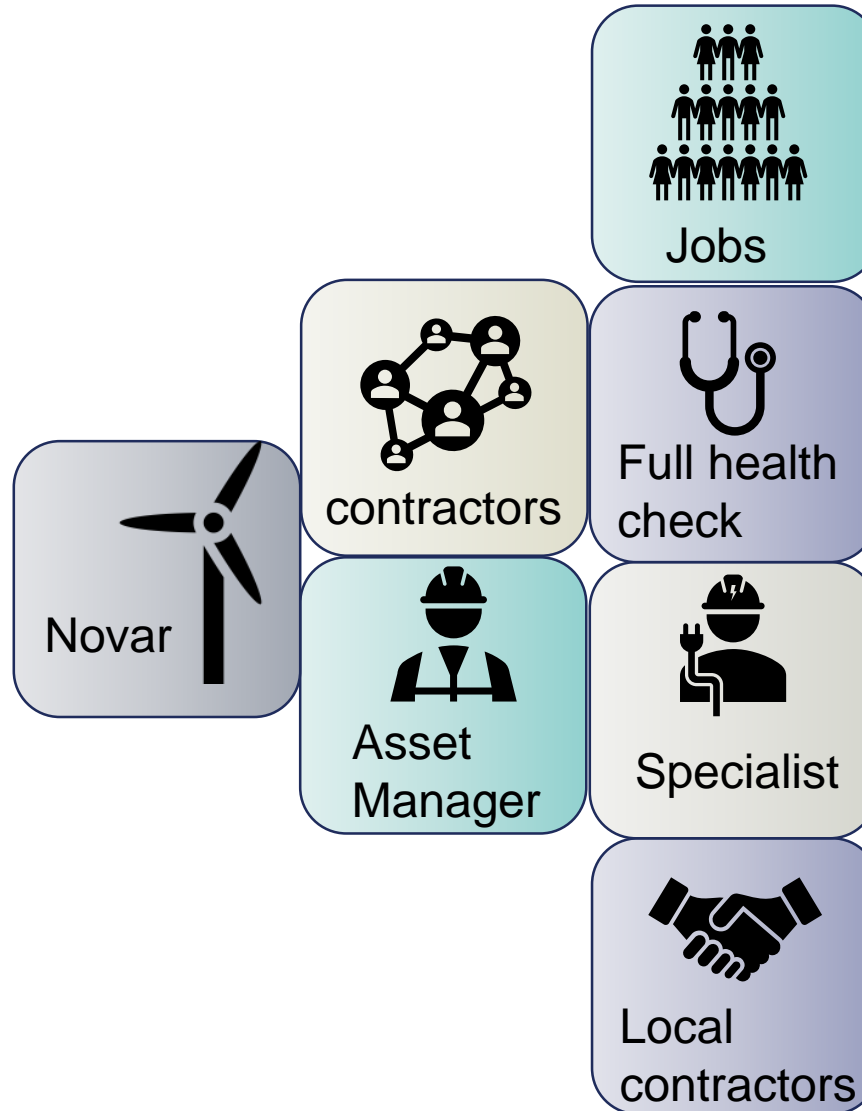 Jobs
contractors
Full health
check
Novar
Asset
Manager
Specialist
Local
contractors